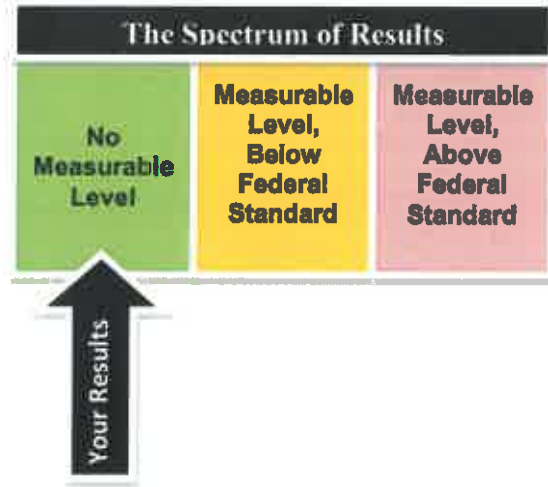 The Spectrum of Results
No
Measurable
Level
Measurable
Level,
Below
Federal
Standard
Measurable
Level,
Above
Federal
Standard
Your Results